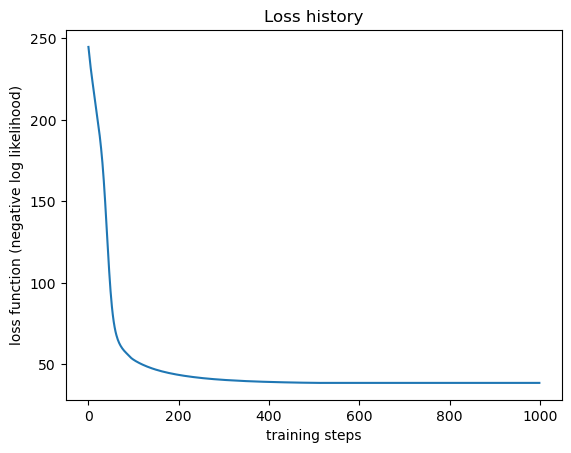 Loss history
250
200
150
100
50
loss function (negative log likelihood)
0 200 400 600 800 1000
training steps